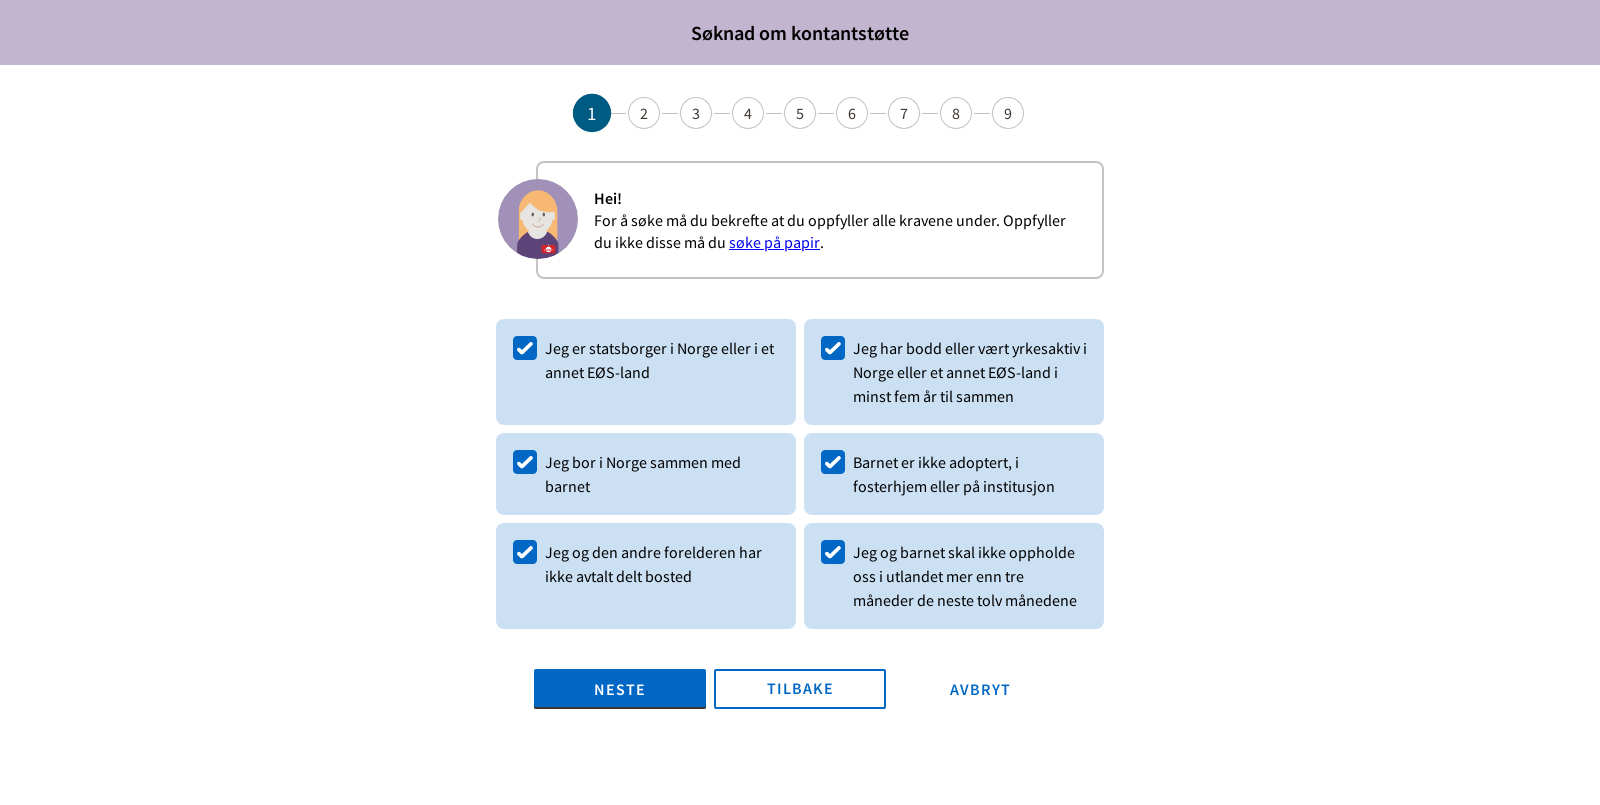 Søknad om kontantstøtte
1 2 3 4 5 6 7 8 9
Hei!
For å søke må du bekrefte at du oppfyller alle kravene under. Oppfyller
du ikke disse må du søke på papir.
Jeg er statsborger i Norge eller i et
annet EØS-land
Jeg har bodd eller vært yrkesaktiv i
Norge eller et annet EØS-land i
minst fem år til sammen
Jeg bor i Norge sammen med
barnet
Barnet er ikke adoptert, i
fosterhjem eller på institusjon
Jeg og den andre forelderen har
ikke avtalt delt bosted
Jeg og barnet skal ikke oppholde
oss i utlandet mer enn tre
måneder de neste tolv månedene
NESTE
TILBAKE
AVBRYT